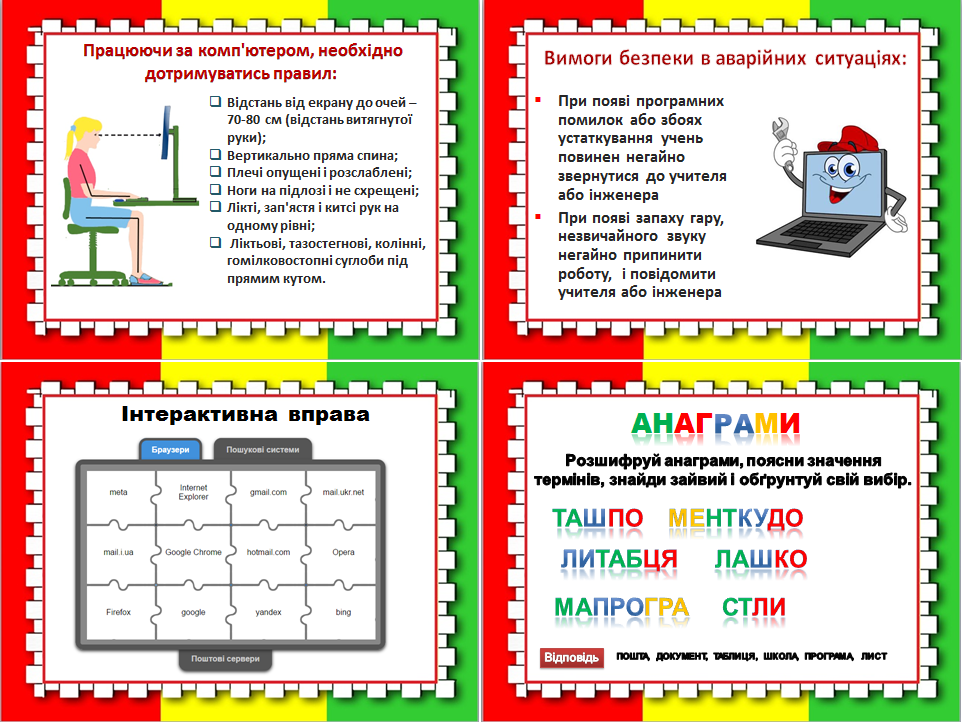 Працюючи за комп'ютером, необхідно
дотримуватись правил:
Відстань від екрану до очей –
70-80 см (відстань витягнутої
руки);
Вертикально пряма спина;
Плечі опущені і розслаблені;
Ноги на підлозі і не схрещені;
Лікті, зап'ястя і китсі рук на
одному рівні;
Ліктьові, тазостегнові, колінні,
гомілковостопні суглоби під
прямим кутом.
Вимоги безпеки в аварійних ситуаціях:
При появі програмних
помилок або збоях
устаткування учень
повинен негайно
звернутися до учителя
або інженера
При появі запаху гару,
незвичайного звуку
негайно припинити
роботу, і повідомити
учителя або інженера
Інтерактивна вправа
Браузери
Пошукові системи
meta
Internet
Explorer
gmail.com
mail.ukr.net
mail.i.ua
Google Chrome
hotmail.com
Opera
Firefox
google
yandex
bing
Поштові сервери
АНАГРАМИ
Розшифруй анаграми, поясни значення
термінів, знайди зайвий і обґрунтуй свій вибір.
ТАШПО МЕНТКУДО
ЛИТАБЦЯ ЛАШКО
МАПРОГРА СТЛИ
Відповідь ПОШТА, ДОКУМЕНТ, ТАБЛИЦЯ, ШКОЛА, ПРОГРАМА, ЛИСТ